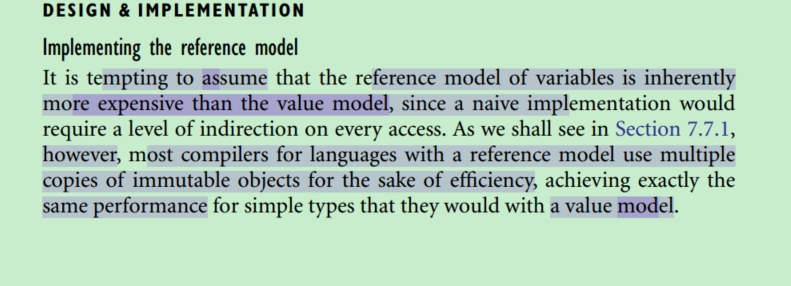 DESIGN & IMPLEMENTATION
Implementing the reference model
It is tempting to assume that the reference model of variables is inherently
more expensive than the value model, since a naive implementation would
require a level of indirection on every access. As we shall see in Section 7.7.1,
however, most compilers for languages with a reference model use multiple
copies of immutable objects for the sake of efficiency, achieving exactly the
same performance for simple types that they would with a value model.